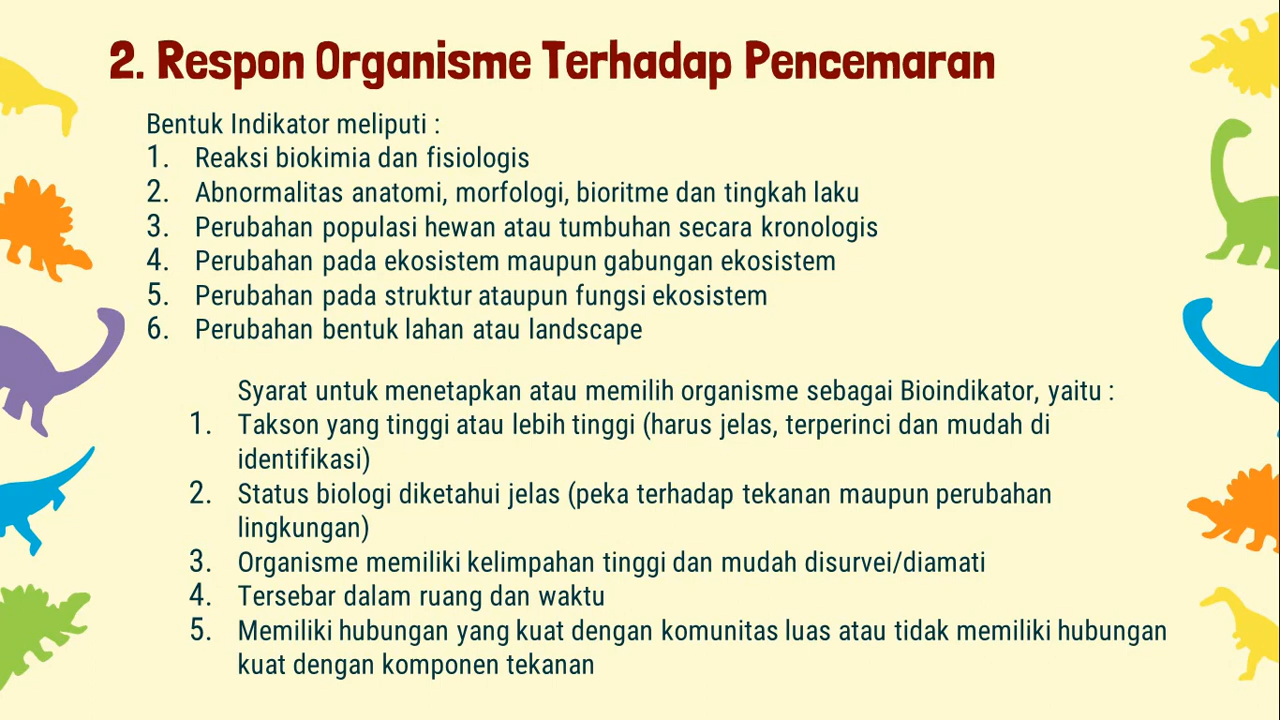 2. Respon Organisme Terhadap Pencemaran
Bentuk Indikator meliputi :
1. Reaksi biokimia dan fisiologis
2. Abnormalitas anatomi, morfologi, bioritme dan tingkah laku
3. Perubahan populasi hewan atau tumbuhan secara kronologis
4. Perubahan pada ekosistem maupun gabungan ekosistem
5. Perubahan pada struktur ataupun fungsi ekosistem
6. Perubahan bentuk lahan atau landscape
Syarat untuk menetapkan atau memilih organisme sebagai Bioindikator, yaitu :
1. Takson yang tinggi atau lebih tinggi (harus jelas, terperinci dan mudah di
identifikasi)
2. Status biologi diketahui jelas (peka terhadap tekanan maupun perubahan
lingkungan)
3. Organisme memiliki kelimpahan tinggi dan mudah disurvei/diamati
4. Tersebar dalam ruang dan waktu
5. Memiliki hubungan yang kuat dengan komunitas luas atau tidak memiliki hubungan
kuat dengan komponen tekanan